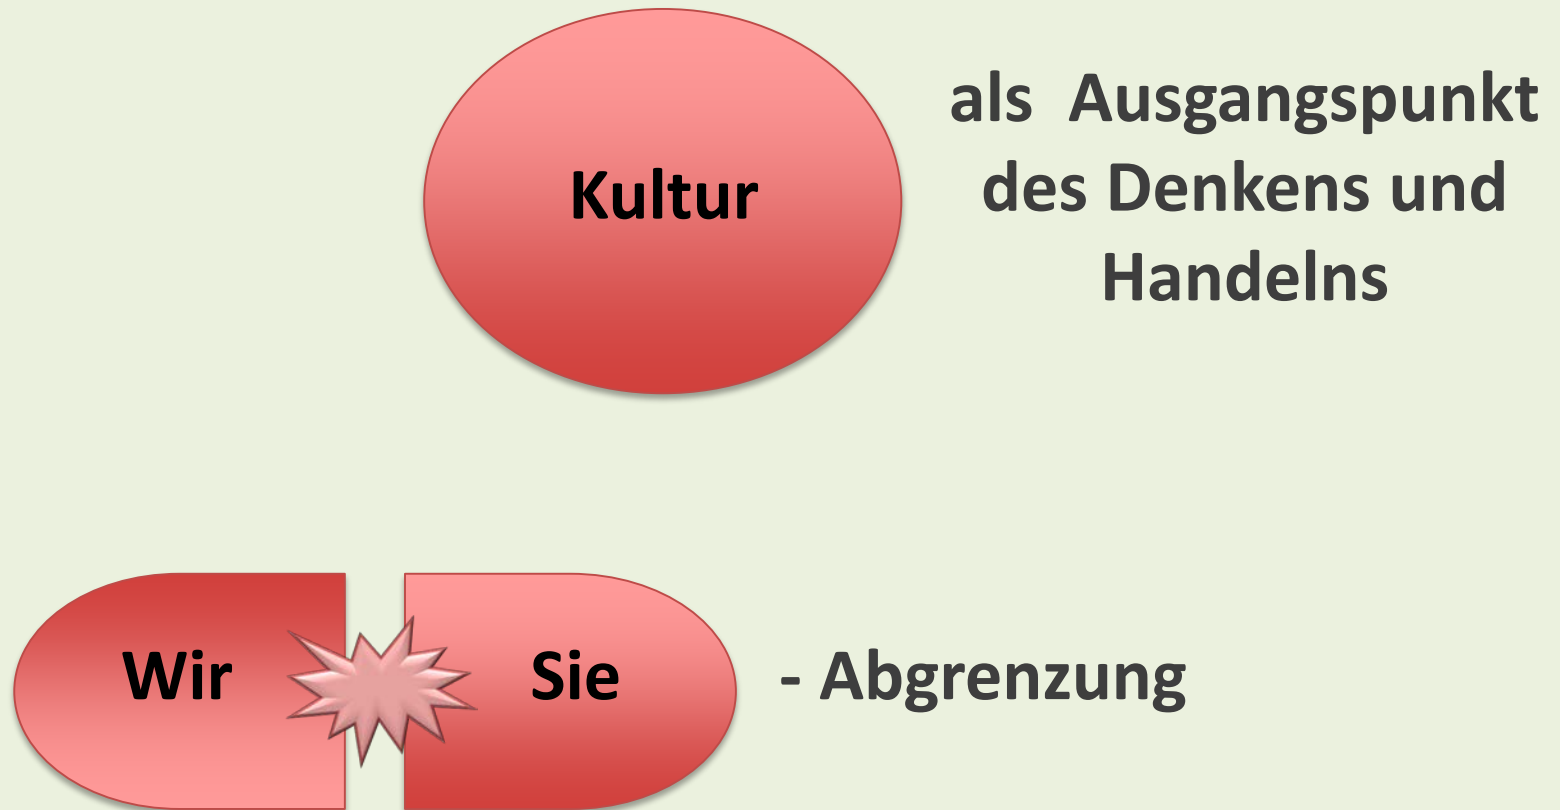 Kultur
als Ausgangspunkt
des Denkens und
Handelns
Wir
Sie
- Abgrenzung